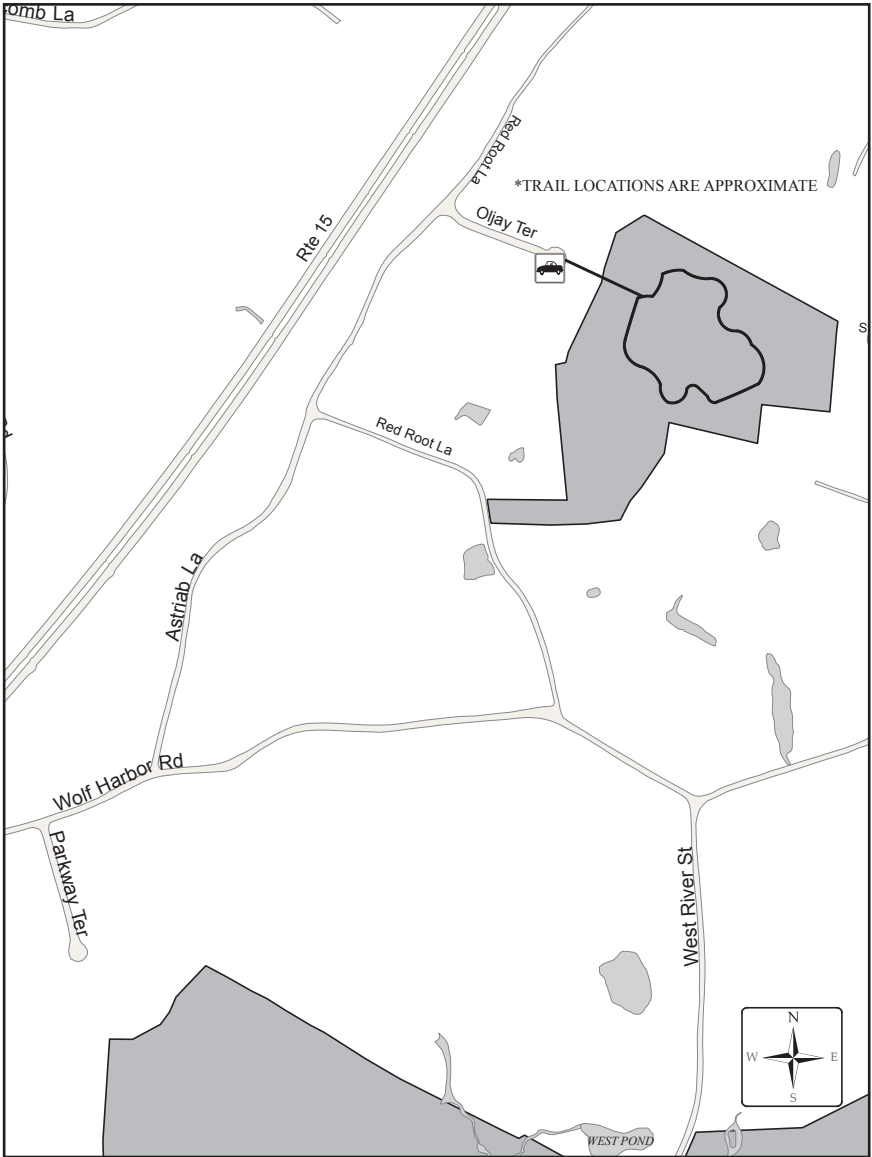 omb La
Red Root La
*TRAIL LOCATIONS ARE APPROXIMATE
Oljay Ter
Rte 15
S
Red Root La
Astriab La
Wolf Harbor Rd
Parkway Ter
West River St
N
W E
S
WEST POND